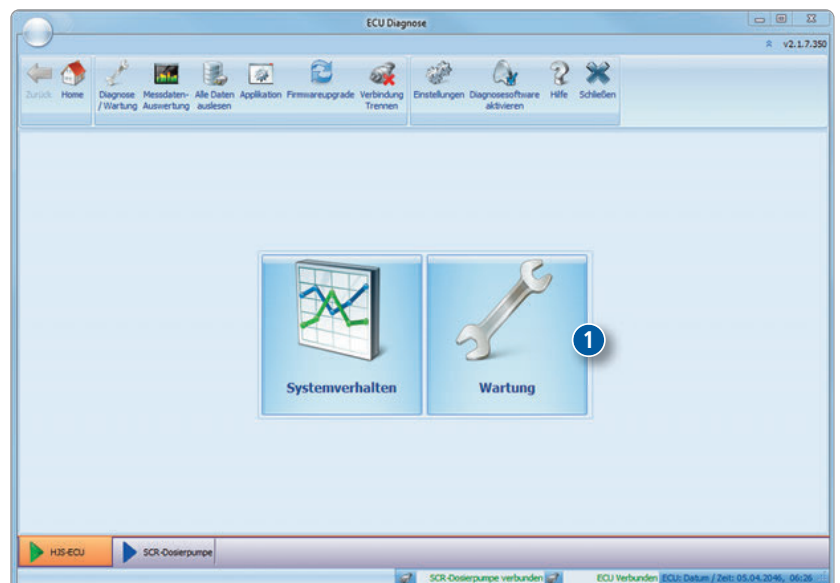 ECU Diagnose
v2.1.7.350
Zurück Home Diagnose / Wartung Messdaten-Auswertung Alle Daten auslesen Applikation Firmwareupgrade Verbindung Trennen Einstellungen Diagnosesoftware aktivieren Hilfe Schließen
Systemverhalten Wartung
1
HJS-ECU SCR-Dosierpumpe
SCR-Dosierpumpe verbunden ECU Verbunden ECU: Datum / Zeit: 05.04.2046, 06:26